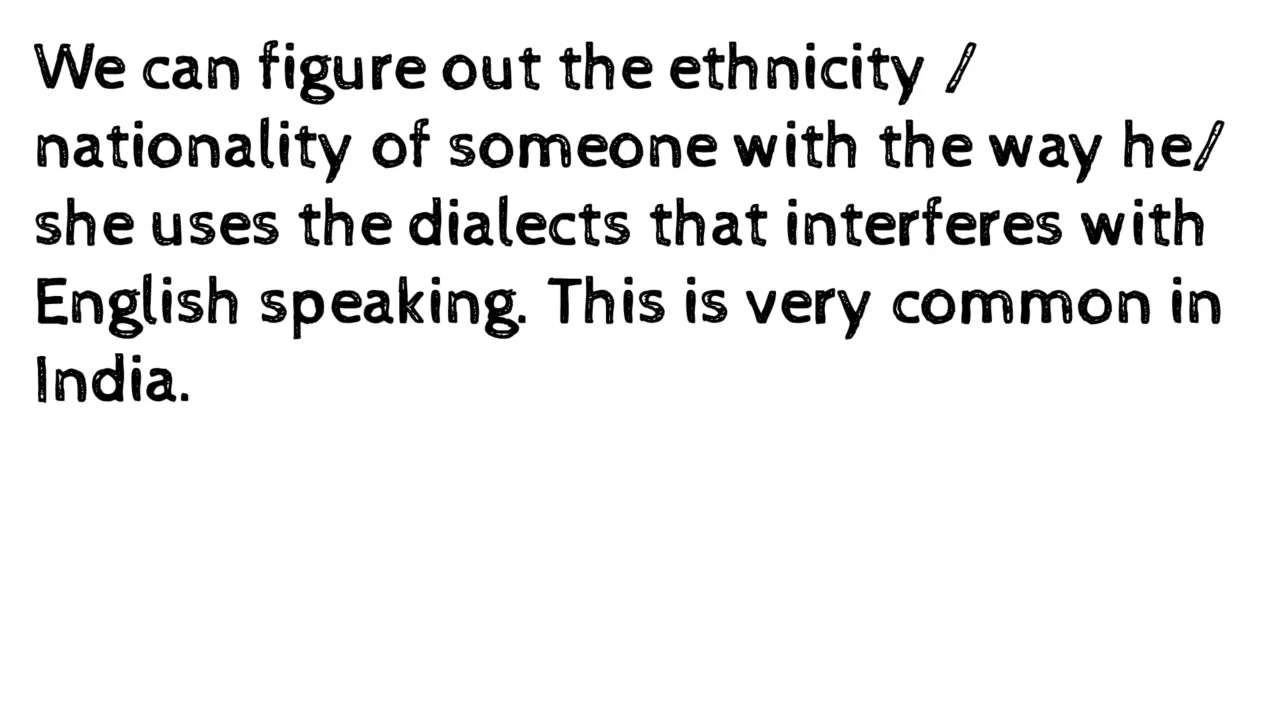 We can figure out the ethnicity /
nationality of someone with the way he/
she uses the dialects that interferes with
English speaking. This is very common in
India.